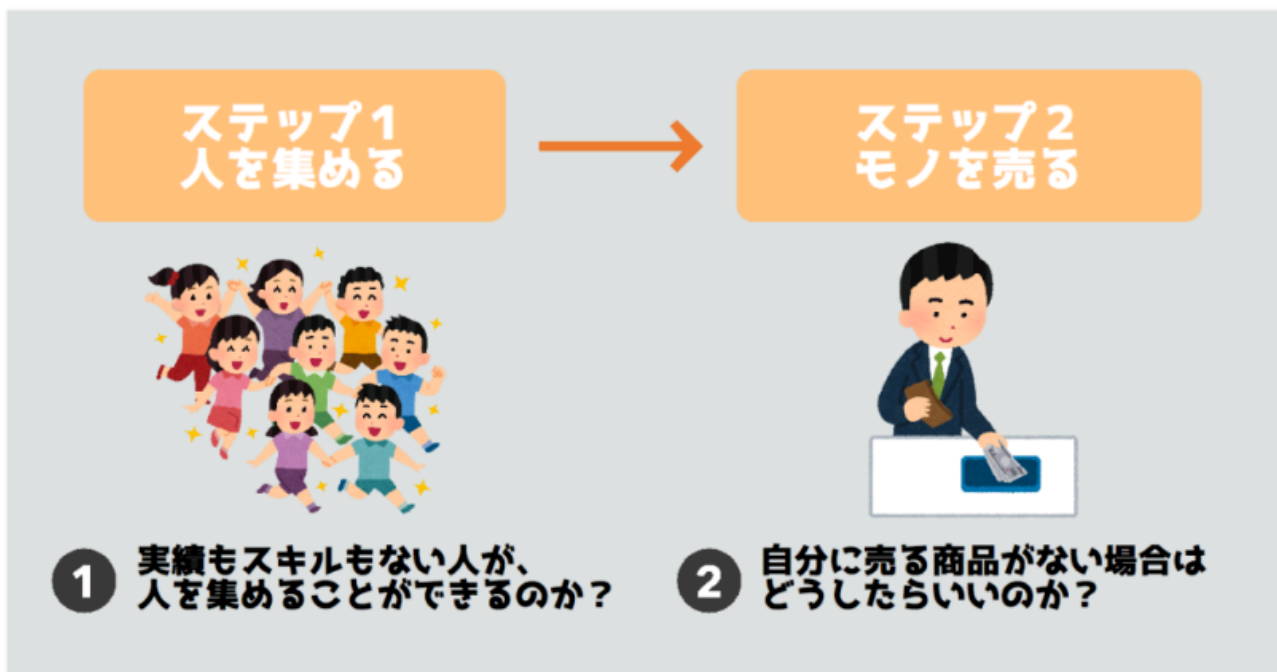 ステップ1
人を集める
ステップ2
モノを売る
1 実績もスキルもない人が、
人を集めることができるのか?
2 自分に売る商品がない場合は
どうしたらいいのか?